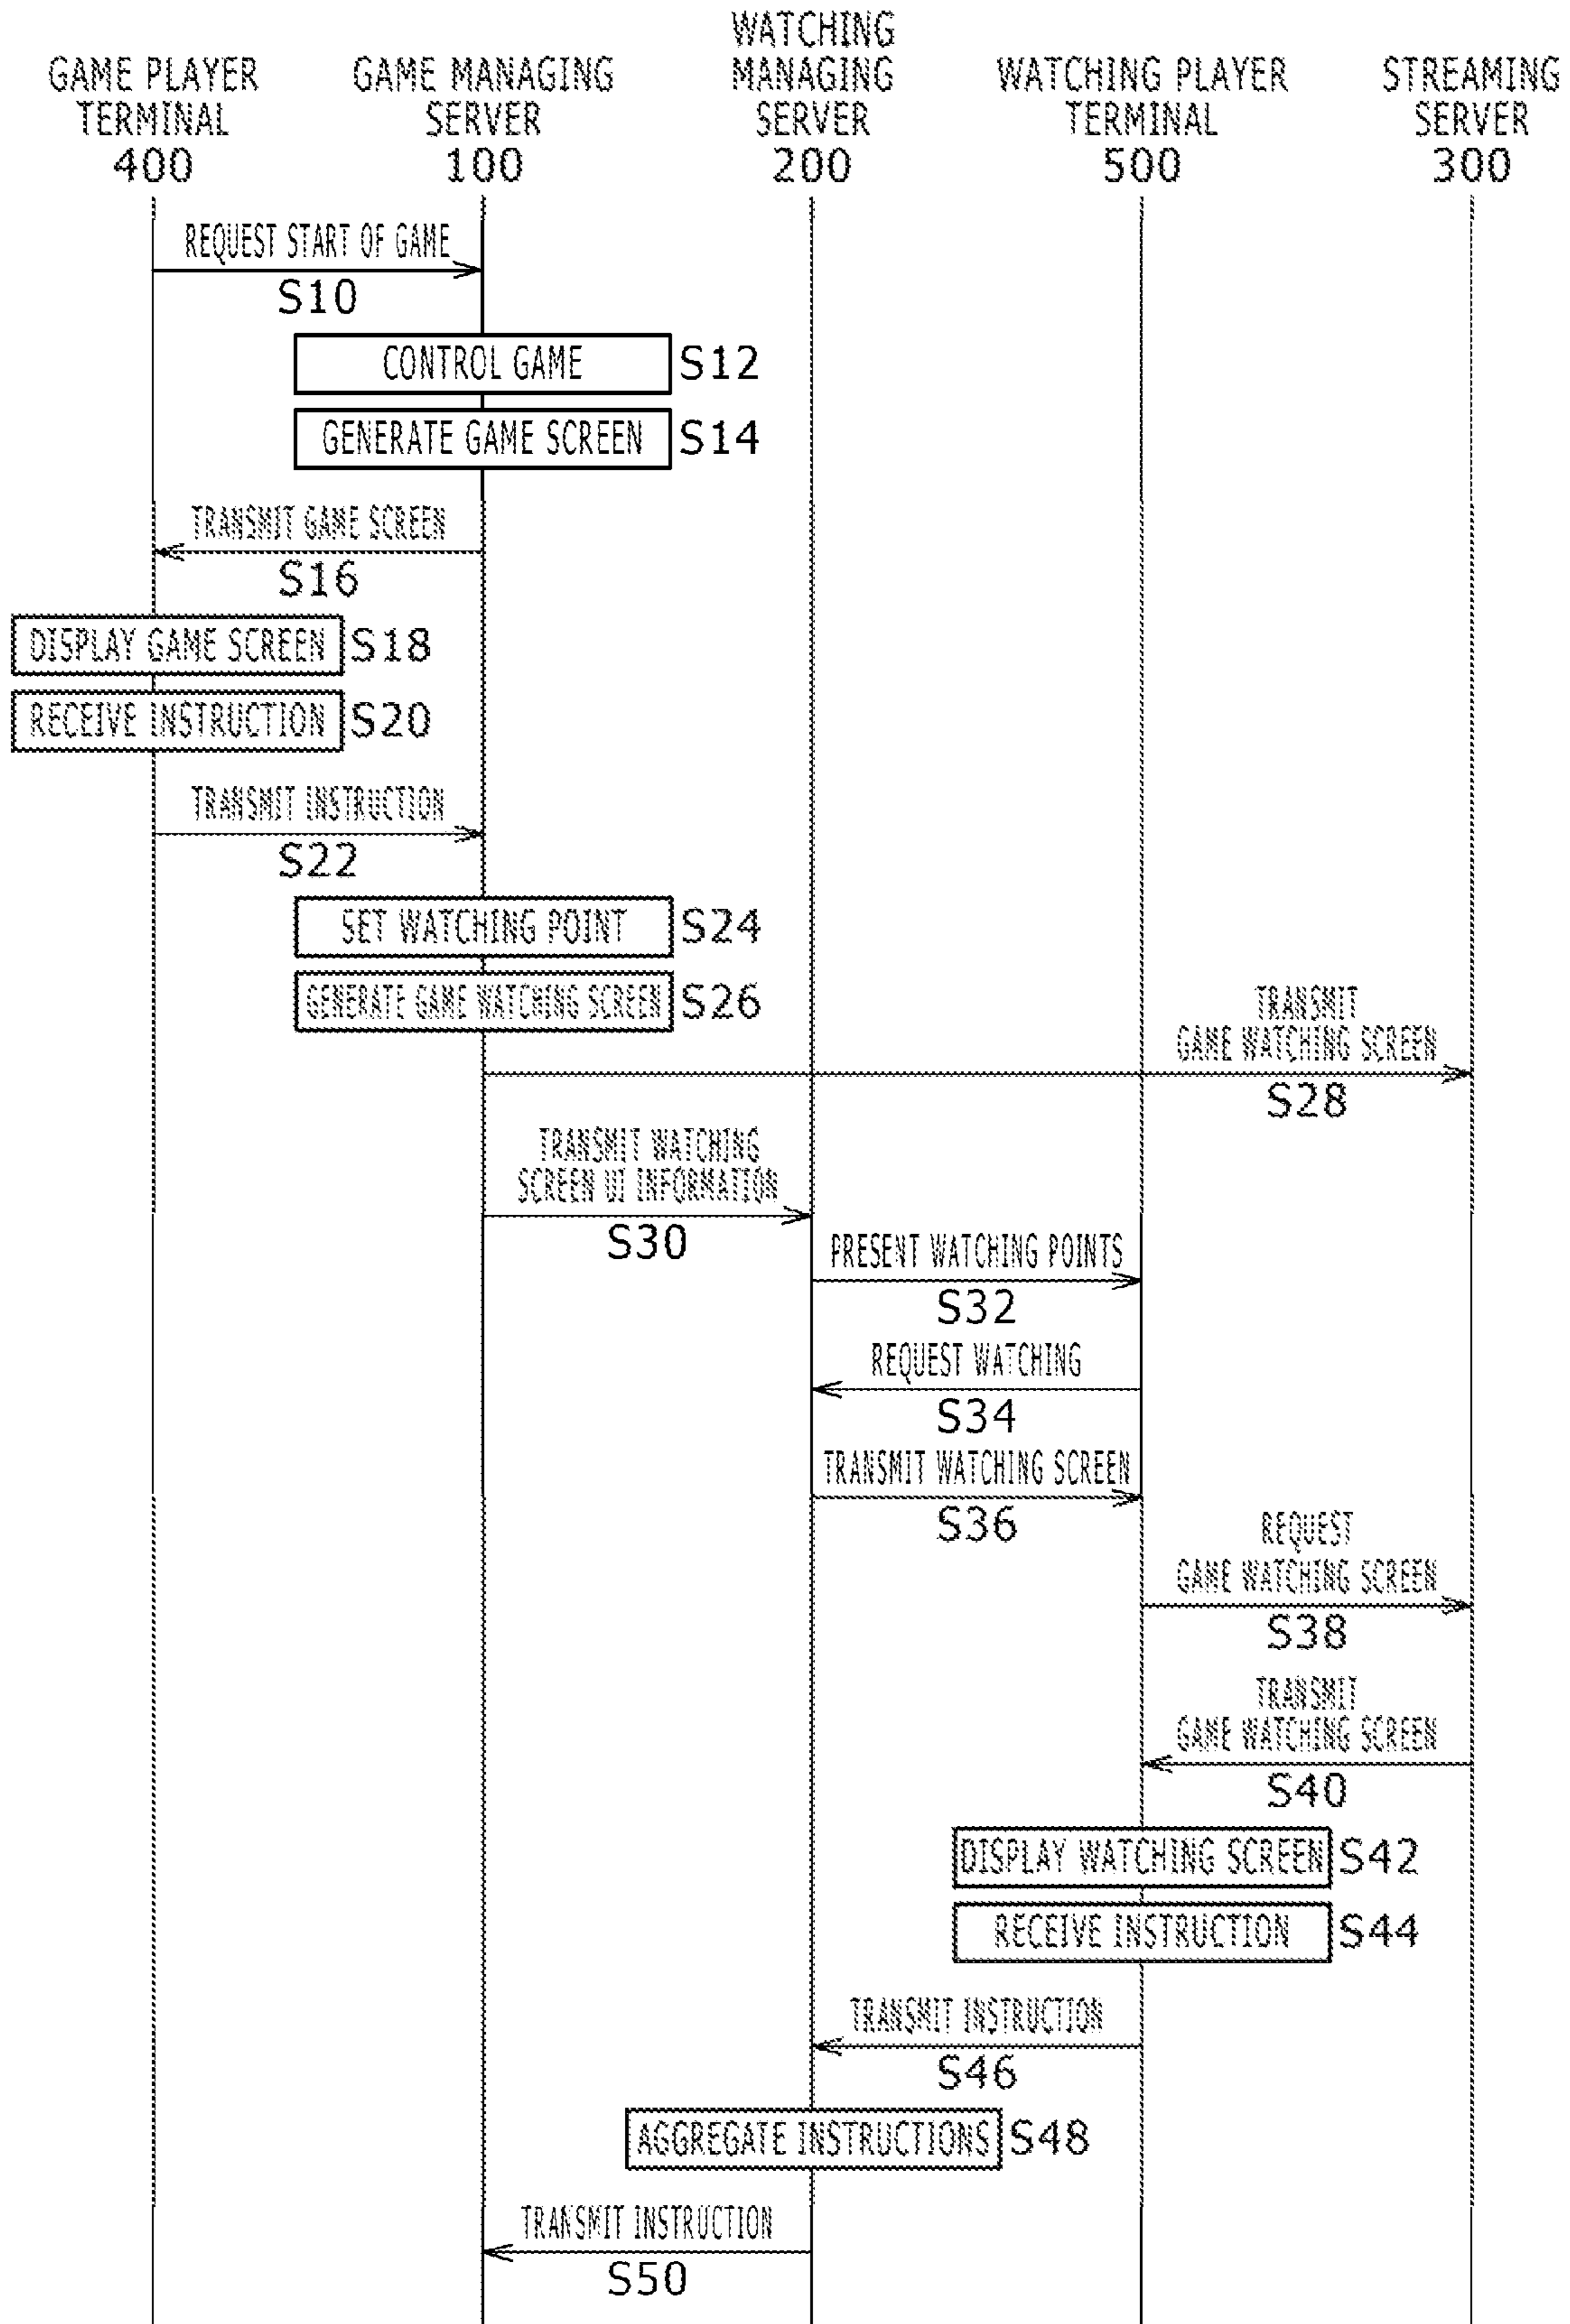 GAME PLAYER
TERMINAL
400
GAME MANAGING
SERVER
100
WATCHING
MANAGING
SERVER
200
WATCHING PLAYER
TERMINAL
500
STREAMING
SERVER
300
REQUEST START OF GAME
S10
CONTROL GAME
S12
GENERATE GAME SCREEN
S14
TRANSMIT GAME SCREEN
S16
DISPLAY GAME SCREEN
S18
RECEIVE INSTRUCTION
S20
TRANSMIT INSTRUCTION
S22
SET WATCHING POINT
S24
GENERATE GAME WATCHING SCREEN
S26
TRANSMIT
GAME WATCHING SCREEN
S28
TRANSMIT WATCHING
SCREEN UI INFORMATION
S30
PRESENT WATCHING POINTS
S32
REQUEST WATCHING
S34
TRANSMIT WATCHING SCREEN
S36
REQUEST
GAME WATCHING SCREEN
S38
TRANSMIT
GAME WATCHING SCREEN
S40
DISPLAY WATCHING SCREEN
S42
RECEIVE INSTRUCTION
S44
TRANSMIT INSTRUCTION
S46
AGGREGATE INSTRUCTIONS
S48
TRANSMIT INSTRUCTION
S50